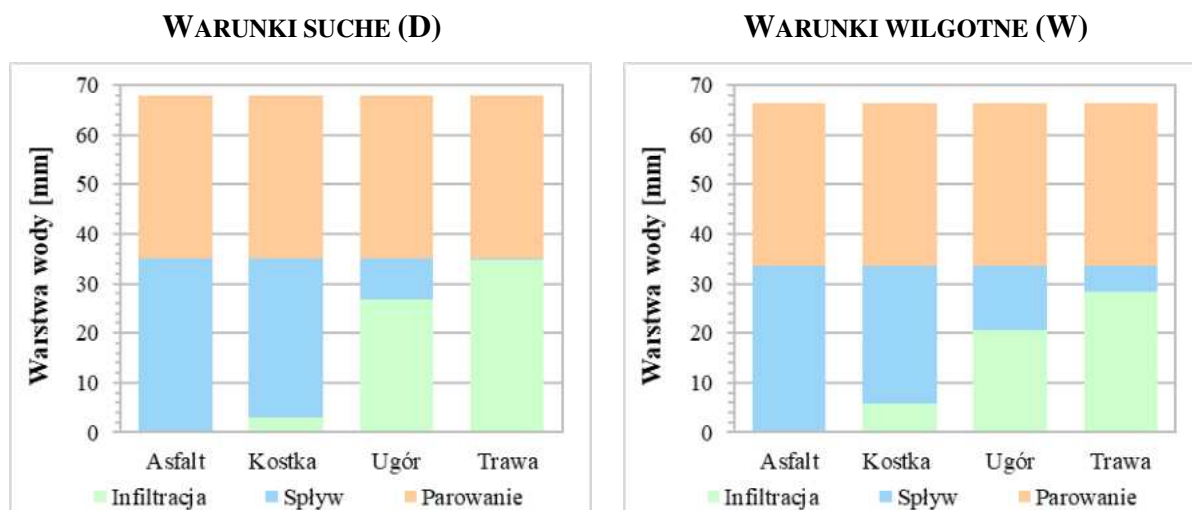 WARUNKI SUCHE (D)
Warstwa wody [mm]
70
60
50
40
30
20
10
0
Asfalt Kostka Ugór Trawa
Infiltracja Spływ Parowanie
WARUNKI WILGOTNE (W)
Warstwa wody [mm]
70
60
50
40
30
20
10
0
Asfalt Kostka Ugór Trawa
Infiltracja Spływ Parowanie